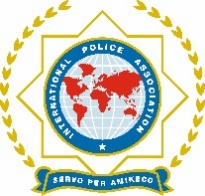 INTERNATIONAL POLICE ASSOCIATION
SERVO PER AMIKECO